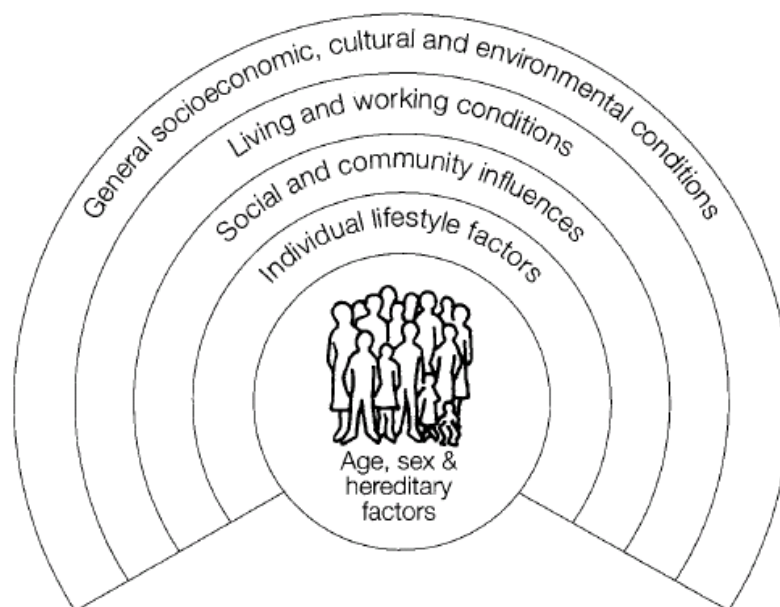 General socioeconomic, cultural and environmental conditions
Living and working conditions
Social and community influences
Individual lifestyle factors
Age, sex &
hereditary
factors